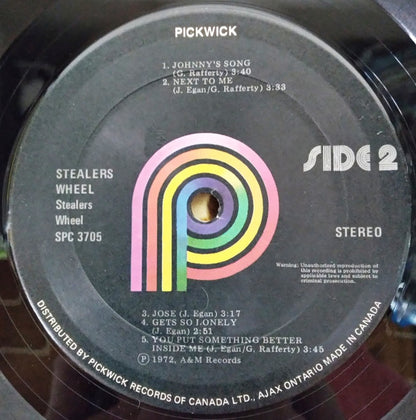 PICKWICK
1. JOHNNY'S SONG
(G. Rafferty) 3:40
2. NEXT TO ME
(J. Egan/G. Rafferty) 3:33
SIDE 2
STEALERS
WHEEL
Stealers
Wheel
SPC 3705
STEREO
Warning: Unauthorized reproduction of
this recording is prohibited by
applicable laws and subject to
criminal prosecution.
3. JOSE (J. Egan) 3:17
4. GETS SO LONELY
(J. Egan) 2:51
5. YOU PUT SOMETHING BETTER
INSIDE ME (J. Egan/G. Rafferty) 3:45
Ⓟ 1972, A&M Records
DISTRIBUTED BY PICKWICK RECORDS OF CANADA LTD., AJAX ONTARIO MADE IN CANADA